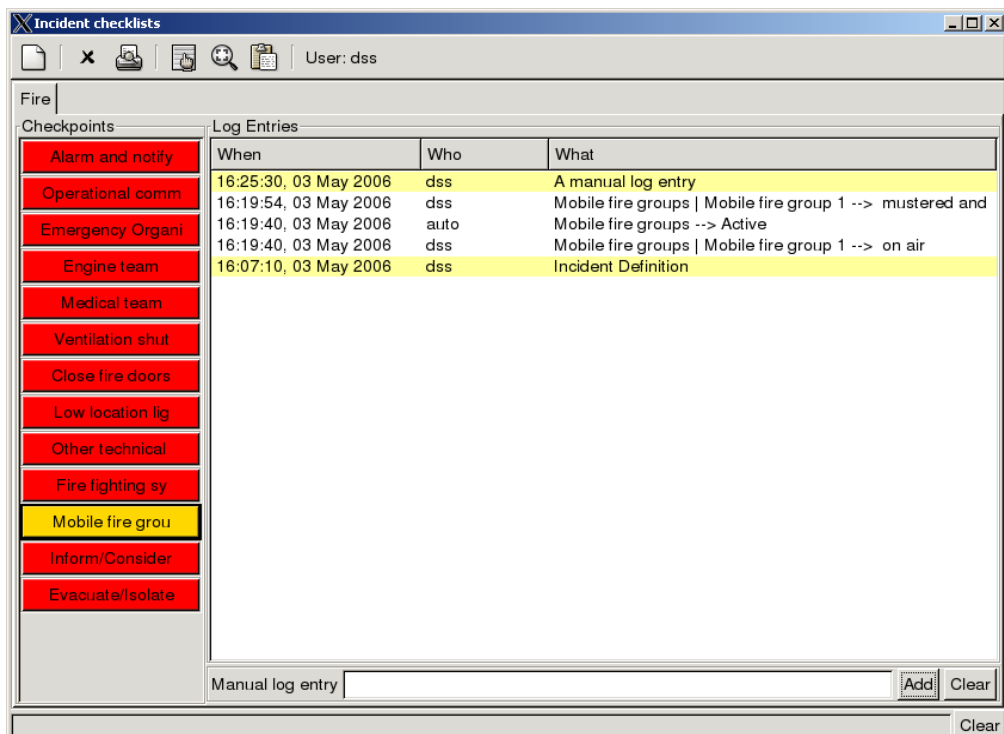 Incident checklists
User: dss
Fire
Checkpoints
Alarm and notify
Operational comm
Emergency Organi
Engine team
Medical team
Ventilation shut
Close fire doors
Low location lig
Other technical
Fire fighting sy
Mobile fire grou
Inform/Consider
Evacuate/Isolate
Log Entries
When Who What
16:25:30, 03 May 2006 dss A manual log entry
16:19:54, 03 May 2006 dss Mobile fire groups | Mobile fire group 1 --> mustered and
16:19:40, 03 May 2006 auto Mobile fire groups --> Active
16:19:40, 03 May 2006 dss Mobile fire groups | Mobile fire group 1 --> on air
16:07:10, 03 May 2006 dss Incident Definition
Manual log entry Add Clear
Clear